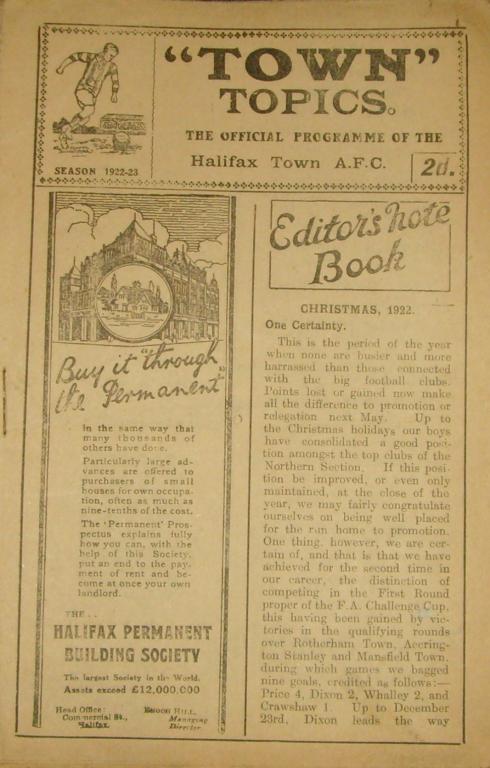 "TOWN"
TOPICS.
THE OFFICIAL PROGRAMME OF THE
Halifax Town A.F.C.
2d.
SEASON 1922-23
Buy it "through
the Permanent"
In the same way that
many thousands of
others have done.
Particularly large ad-
vances are offered to
purchasers of small
houses for own occupa-
tion, often as much as
nine-tenths of the cost.
The 'Permanent' Pros-
pectus explains fully
how you can, with the
help of this Society,
put an end to the pay-
ment of rent and be-
come at once your own
landlord.
THE . .
HALIFAX PERMANENT
BUILDING SOCIETY
The largest Society in the World.
Assets exceed £12,000,000
Head Office:
Commercial St.,
Halifax.
ENOCH HILL,
Managing
Director
Editor's Note
Book
CHRISTMAS, 1922.
One Certainty.
This is the period of the year
when none are busier and more
harrassed than those connected
with the big football clubs.
Points lost or gained now make
all the difference to promotion or
relegation next May. Up to
the Christmas holidays our boys
have consolidated a good posi-
tion amongst the top clubs of the
Northern Section. If this posi-
tion be improved, or even only
maintained, at the close of the
year, we may fairly congratulate
ourselves on being well placed
for the run home to promotion.
One thing, however, we are cer-
tain of, and that is that we have
achieved for the second time in
our career, the distinction of
competing in the First Round
proper of the F.A. Challenge Cup,
this having been gained by vic-
tories in the qualifying rounds
over Rotherham Town, Accring-
ton Stanley and Mansfield Town,
during which games we bagged
nine goals, credited as follows:—
Price 4, Dixon 2, Whalley 2, and
Crawshaw 1. Up to December
23rd, Dixon leads the way